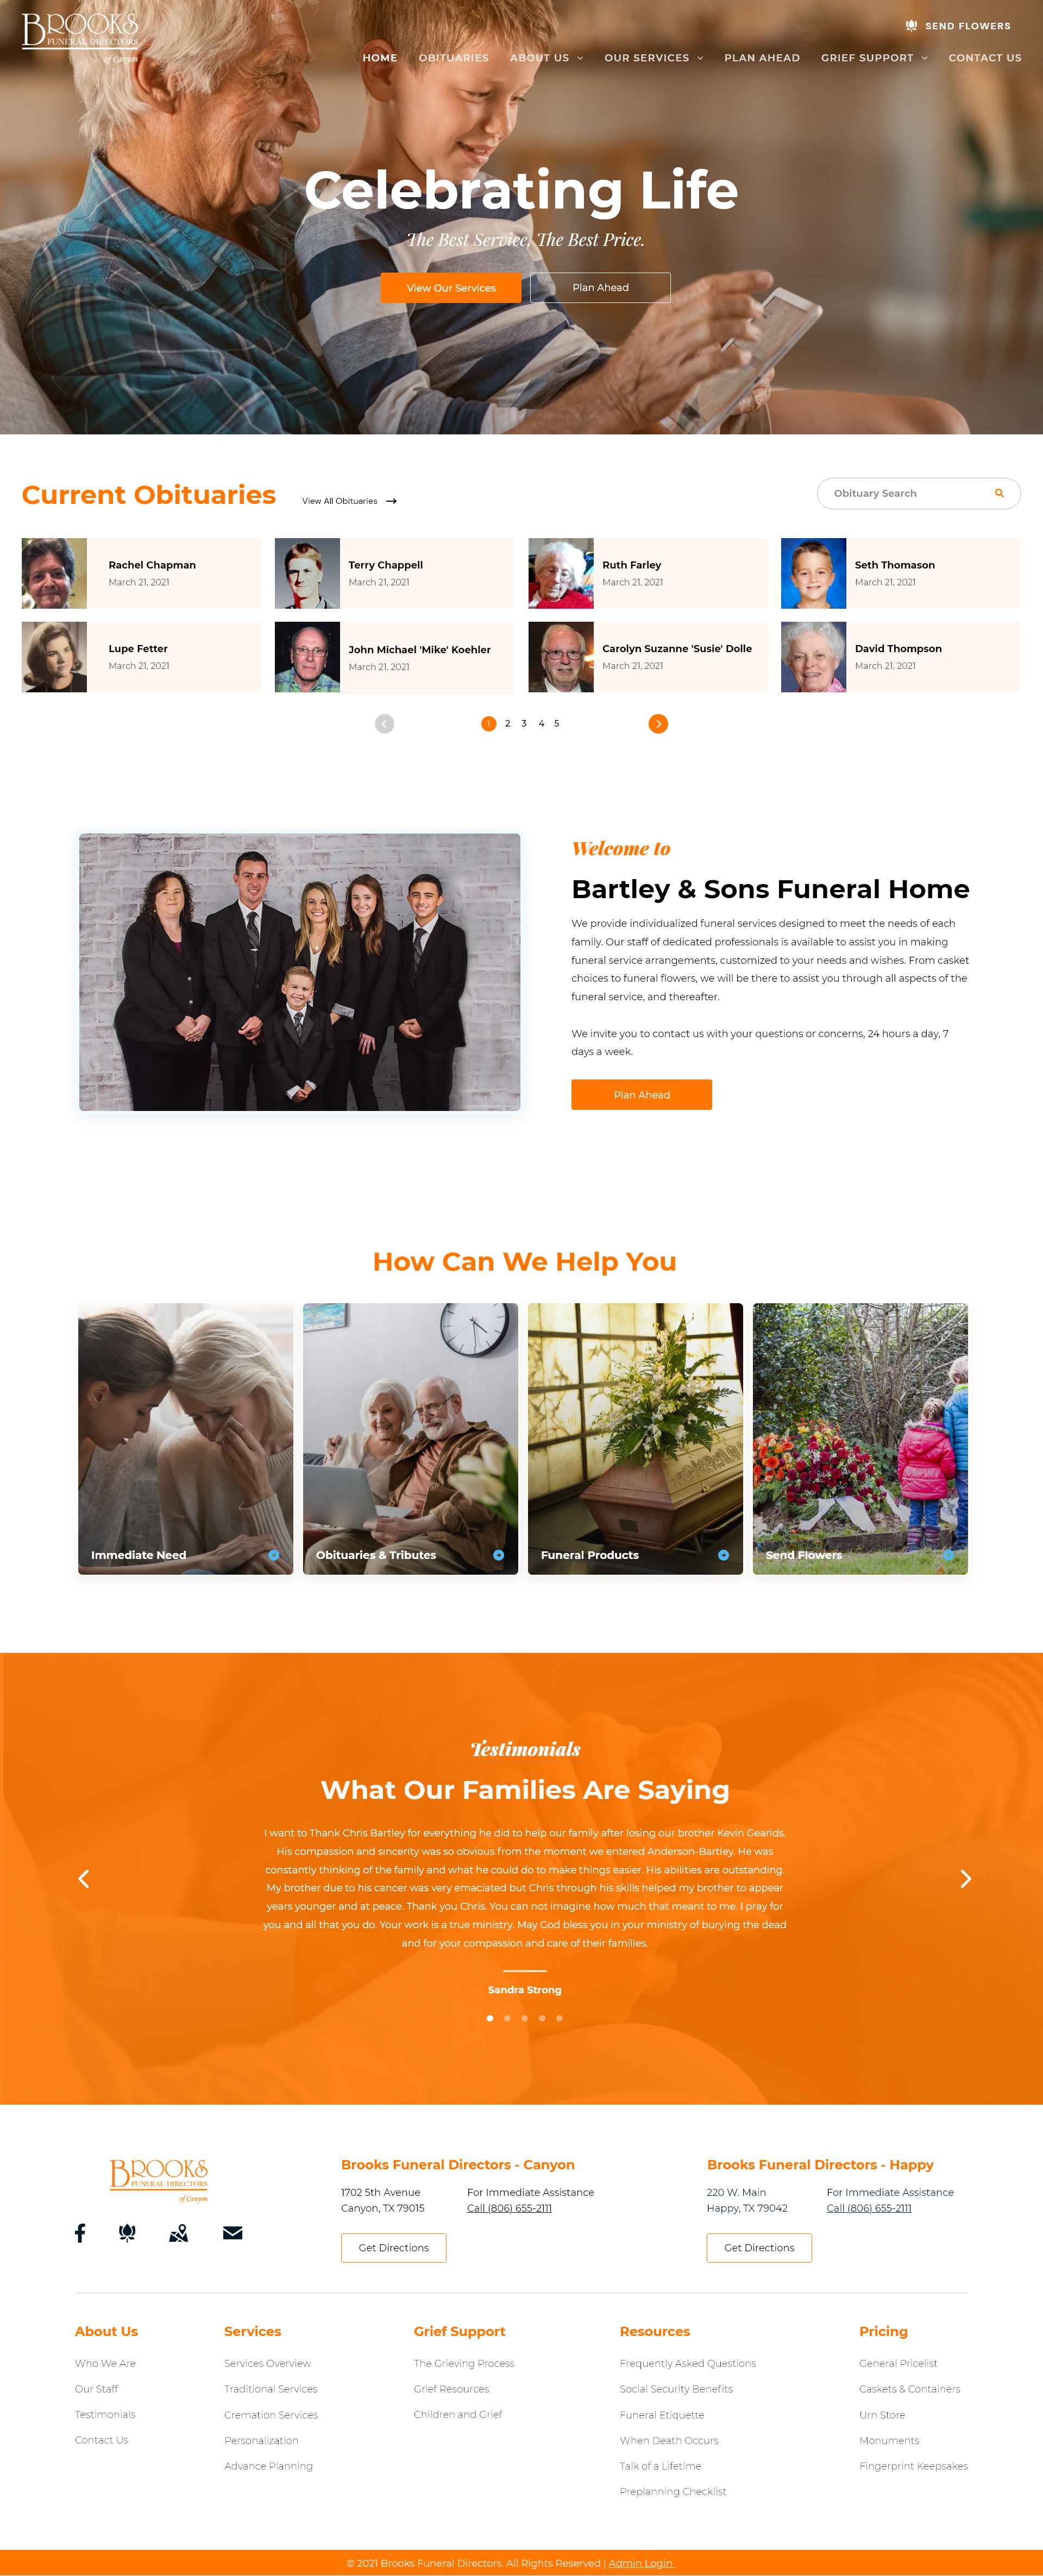 BROOKS
FUNERAL DIRECTORS
of Canyon
SEND FLOWERS
HOME OBITUARIES ABOUT US OUR SERVICES PLAN AHEAD GRIEF SUPPORT CONTACT US
Celebrating Life
The Best Service, The Best Price.
View Our Services Plan Ahead
Current Obituaries View All Obituaries Obituary Search
Rachel Chapman
March 21, 2021
Terry Chappell
March 21, 2021
Ruth Farley
March 21, 2021
Seth Thomason
March 21, 2021
Lupe Fetter
March 21, 2021
John Michael 'Mike' Koehler
March 21, 2021
Carolyn Suzanne 'Susie' Dolle
March 21, 2021
David Thompson
March 21, 2021
1 2 3 4 5
Welcome to
Bartley & Sons Funeral Home
We provide individualized funeral services designed to meet the needs of each
family. Our staff of dedicated professionals is available to assist you in making
funeral service arrangements, customized to your needs and wishes. From casket
choices to funeral flowers, we will be there to assist you through all aspects of the
funeral service, and thereafter.
We invite you to contact us with your questions or concerns, 24 hours a day, 7
days a week.
Plan Ahead
How Can We Help You
Immediate Need
Obituaries & Tributes
Funeral Products
Send Flowers
Testimonials
What Our Families Are Saying
I want to Thank Chris Bartley for everything he did to help our family after losing our brother Kevin Gearlds.
His compassion and sincerity was so obvious from the moment we entered Anderson-Bartley. He was
constantly thinking of the family and what he could do to make things easier. His abilities are outstanding.
My brother due to his cancer was very emaciated but Chris through his skills helped my brother to appear
years younger and at peace. Thank you Chris. You can not imagine how much that meant to me. I pray for
you and all that you do. Your work is a true ministry. May God bless you in your ministry of burying the dead
and for your compassion and care of their families.
Sandra Strong
BROOKS
FUNERAL DIRECTORS
of Canyon
Brooks Funeral Directors - Canyon
1702 5th Avenue
Canyon, TX 79015
For Immediate Assistance
Call (806) 655-2111
Get Directions
Brooks Funeral Directors - Happy
220 W. Main
Happy, TX 79042
For Immediate Assistance
Call (806) 655-2111
Get Directions
About Us
Who We Are
Our Staff
Testimonials
Contact Us
Services
Services Overview
Traditional Services
Cremation Services
Personalization
Advance Planning
Grief Support
The Grieving Process
Grief Resources
Children and Grief
Resources
Frequently Asked Questions
Social Security Benefits
Funeral Etiquette
When Death Occurs
Talk of a Lifetime
Preplanning Checklist
Pricing
General Pricelist
Caskets & Containers
Urn Store
Monuments
Fingerprint Keepsakes
© 2021 Brooks Funeral Directors. All Rights Reserved | Admin Login